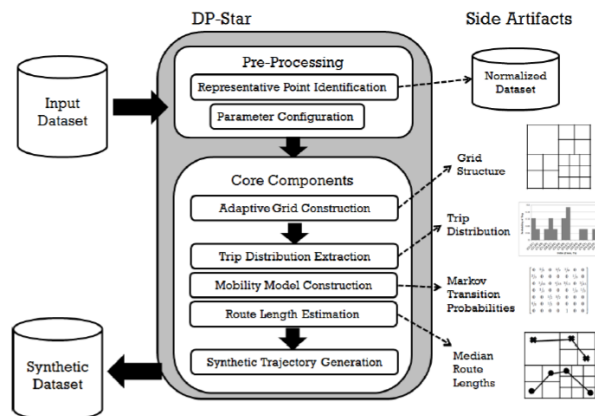 DP-Star
Side Artifacts
Pre-Processing
Representative Point Identification
Parameter Configuration
Input
Dataset
Normalized
Dataset
Core Components
Adaptive Grid Construction
Trip Distribution Extraction
Mobility Model Construction
Route Length Estimation
Synthetic Trajectory Generation
Grid
Structure
Trip
Distribution
Markov
Transition
Probabilities
Median
Route
Lengths
Synthetic
Dataset